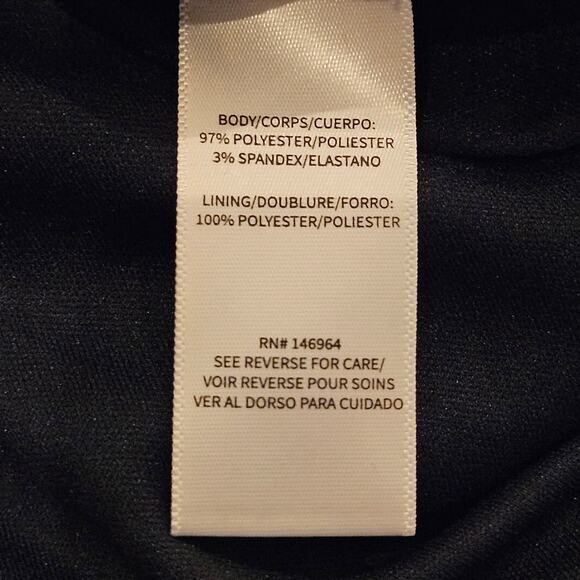 BODY/CORPS/CUERPO:
97% POLYESTER/POLIESTER
3% SPANDEX/ELASTANO
LINING/DOUBLURE/FORRO:
100% POLYESTER/POLIESTER
RN# 146964
SEE REVERSE FOR CARE/
VOIR REVERSE POUR SOINS
VER AL DORSO PARA CUIDADO